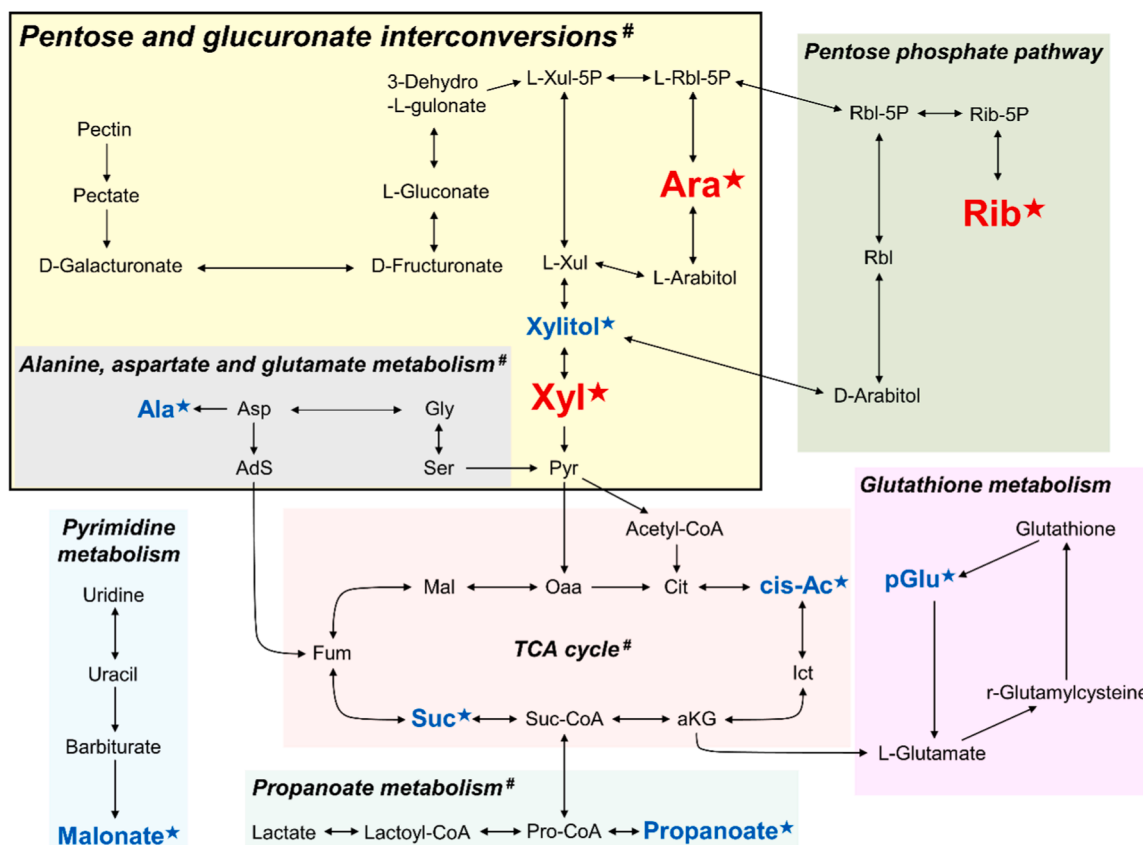 Pentose and glucuronate interconversions#
Pentose phosphate pathway
3-Dehydro
-L-gulonate
L-Xul-5P
L-Rbl-5P
Rbl-5P
Rib-5P
Pectin
Pectate
L-Gluconate
Ara★
Rib★
D-Galacturonate
D-Fructuronate
L-Xul
L-Arabitol
Rbl
Xylitol★
Alanine, aspartate and glutamate metabolism#
Xyl★
D-Arabitol
Ala★
Asp
Gly
AdS
Ser
Pyr
Glutathione metabolism
Pyrimidine
metabolism
Acetyl-CoA
Glutathione
Uridine
Mal
Oaa
Cit
cis-Ac★
pGlu★
Fum
TCA cycle#
Uracil
Ict
r-Glutamylcysteine
Suc★
Suc-CoA
aKG
Barbiturate
L-Glutamate
Propanoate metabolism#
Malonate★
Lactate
Lactoyl-CoA
Pro-CoA
Propanoate★